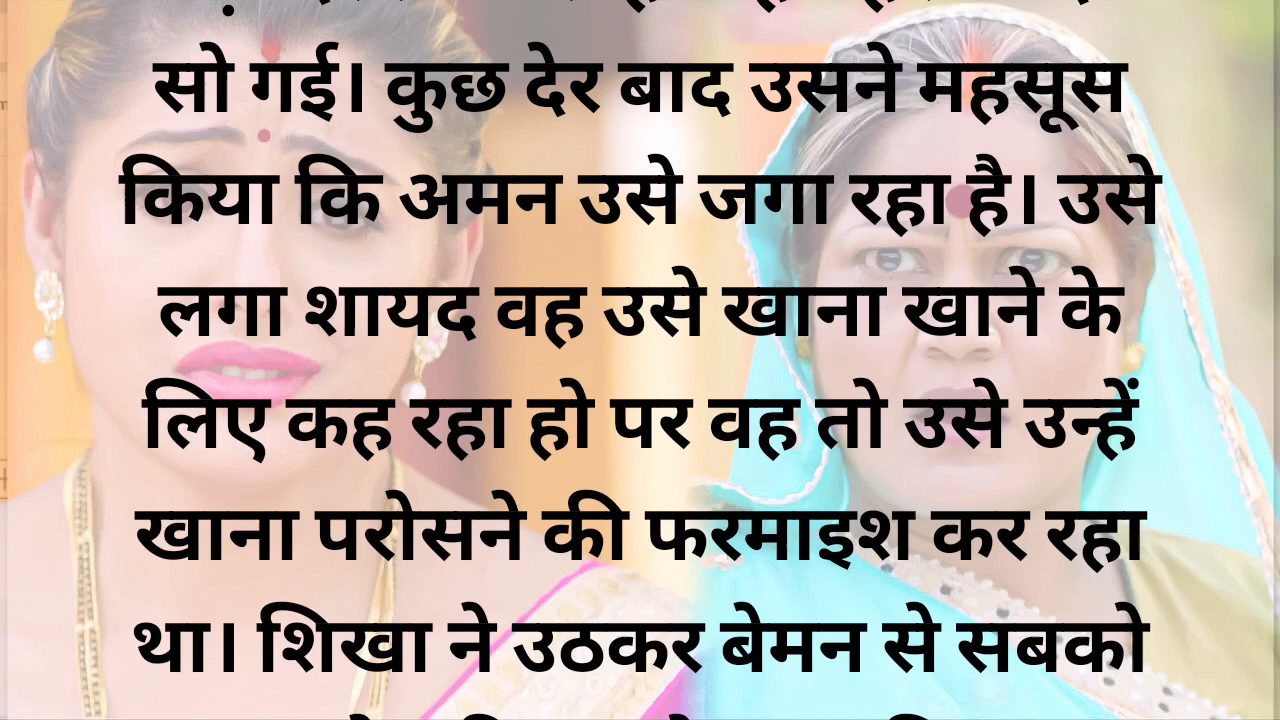 सो गई। कुछ देर बाद उसने महसूस
किया कि अमन उसे जगा रहा है। उसे
लगा शायद वह उसे खाना खाने के
लिए कह रहा हो पर वह तो उसे उन्हें
खाना परोसने की फरमाइश कर रहा
था। शिखा ने उठकर बेमन से सबको